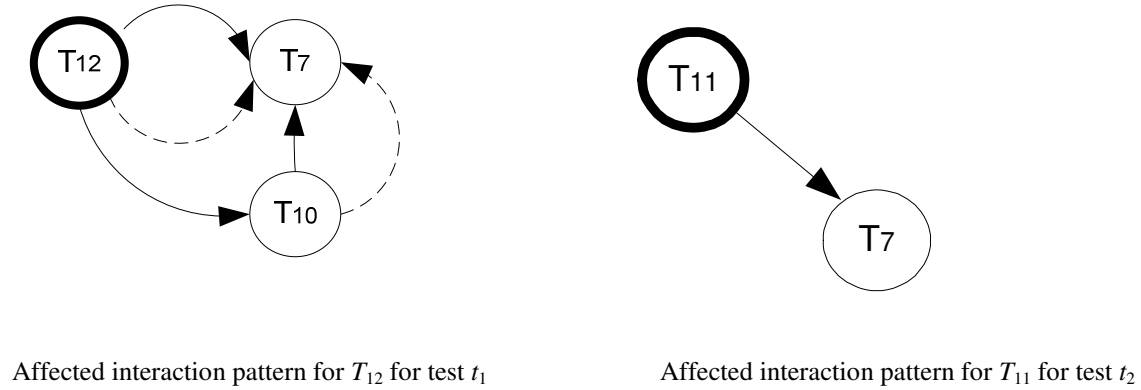 T12
T7
T10
T11
T7
Affected interaction pattern for T12 for test t1
Affected interaction pattern for T11 for test t2